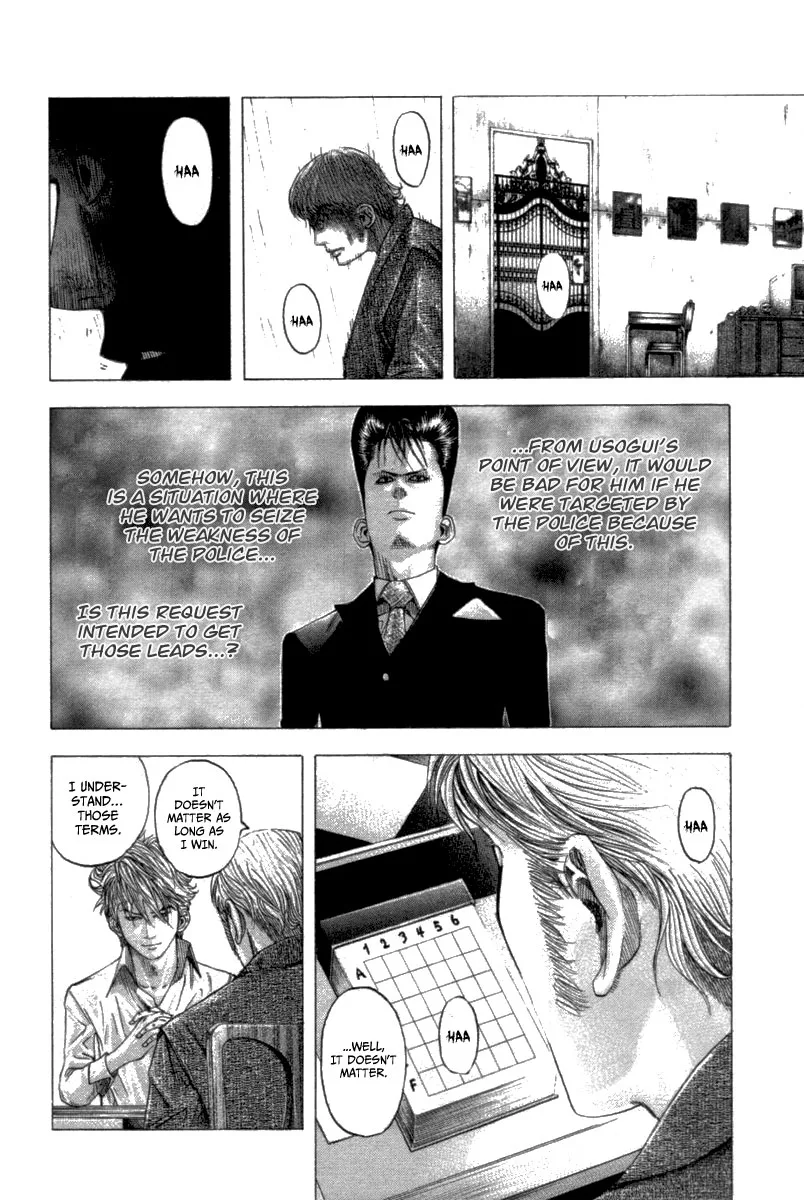 HAA
HAA
HAA
HAA
...FROM USOGUI'S
POINT OF VIEW, IT WOULD
BE BAD FOR HIM IF HE
WERE TARGETED BY
THE POLICE BECAUSE
OF THIS.
SOMEHOW, THIS
IS A SITUATION WHERE
HE WANTS TO SEIZE
THE WEAKNESS OF
THE POLICE...
IS THIS REQUEST
INTENDED TO GET
THOSE LEADS...?
HAA
1 2 3 4 5 6
A
F
HAA
...WELL,
IT DOESN'T
MATTER.
IT
DOESN'T
MATTER AS
LONG AS
I WIN.
I UNDER-
STAND...
THOSE
TERMS.